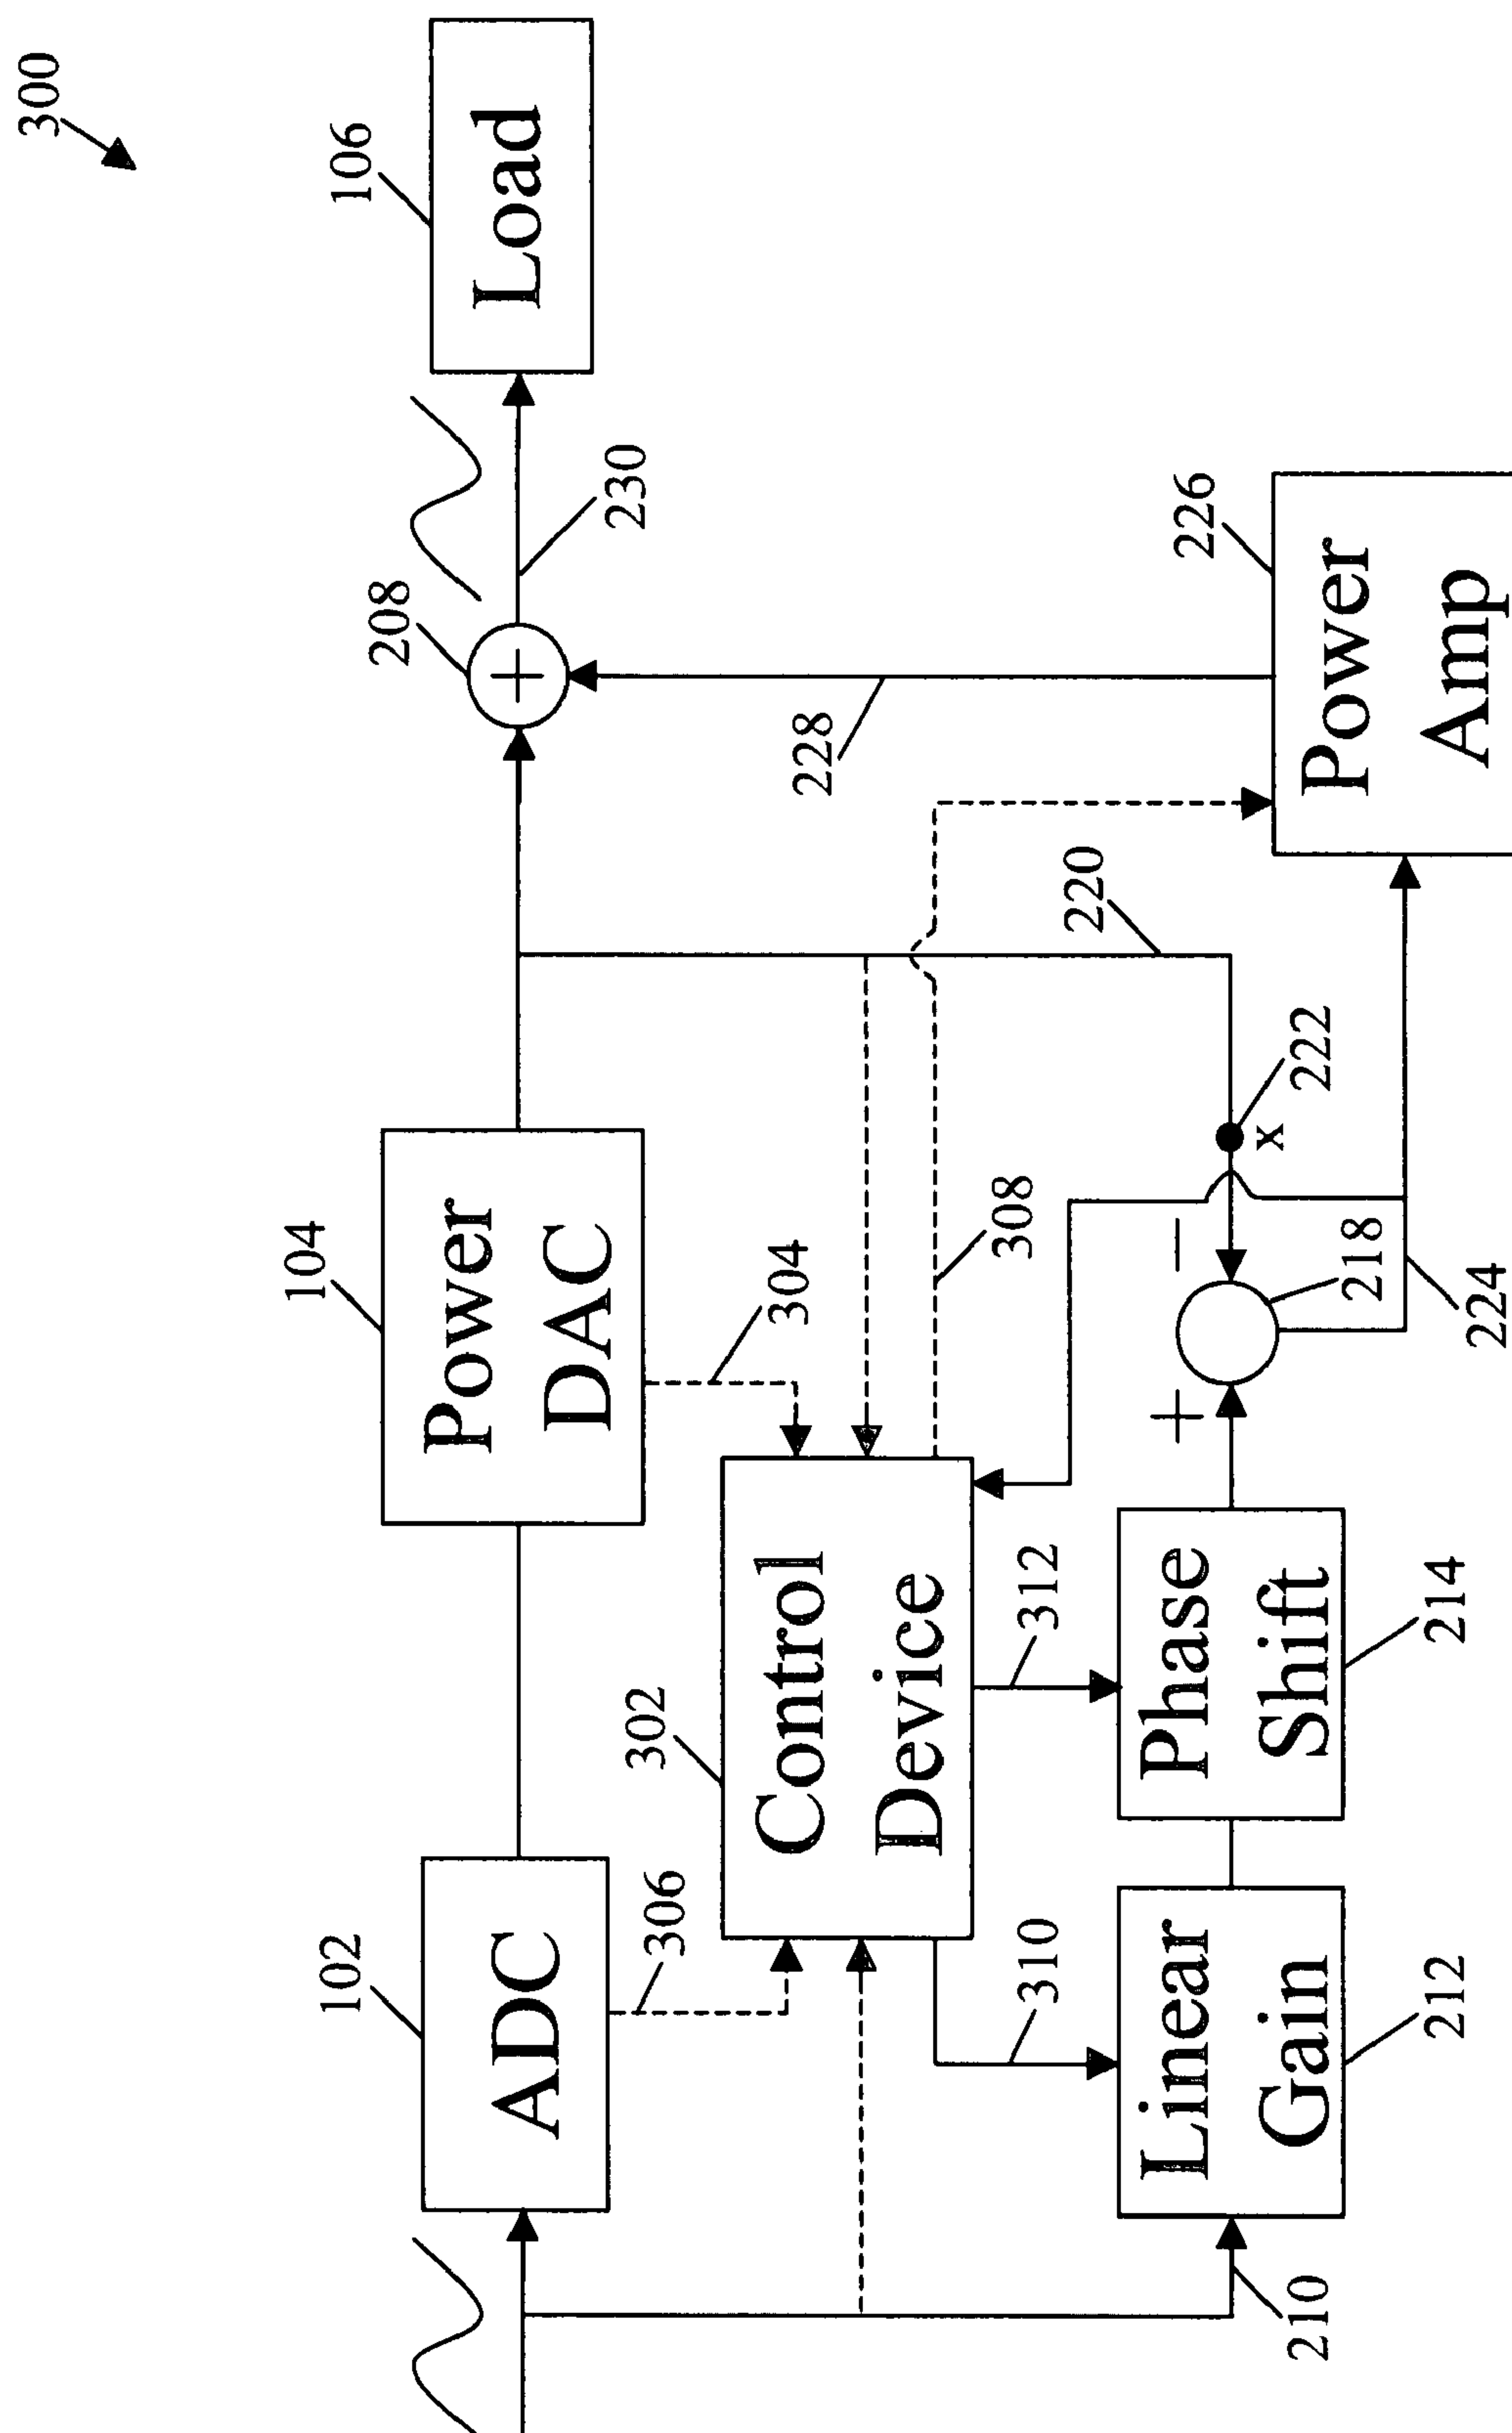 300
106
Load
230
208
226
Power
Amp
228
220
104
Power
DAC
304
308
222
x
−
218
224
+
302
Control
Device
312
Phase
Shift
214
102
ADC
306
310
Linear
Gain
212
210
+